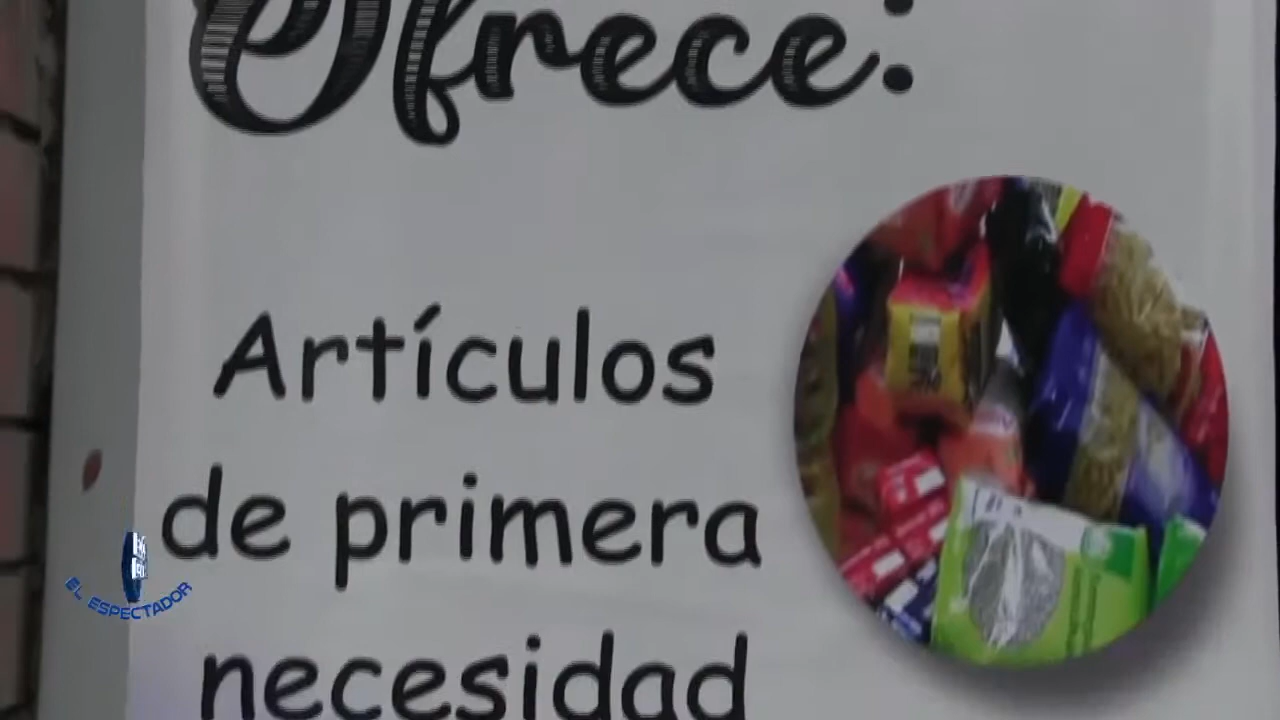 Ofrece:
Artículos
de primera
necesidad
EL ESPECTADOR